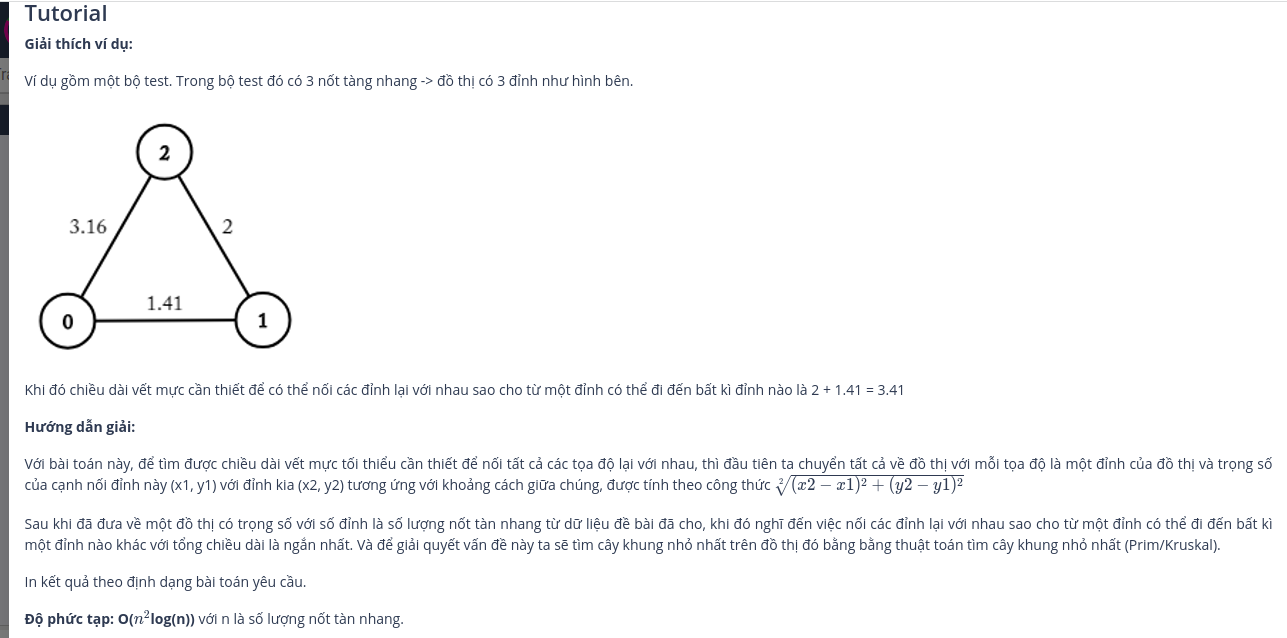 Tutorial
Giải thích ví dụ:
Ví dụ gồm một bộ test. Trong bộ test đó có 3 nốt tàng nhang -> đồ thị có 3 đỉnh như hình bên.
2
3.16
2
1.41
0
1
Khi đó chiều dài vết mực cần thiết để có thể nối các đỉnh lại với nhau sao cho từ một đỉnh có thể đi đến bất kì đỉnh nào là 2 + 1.41 = 3.41
Hướng dẫn giải:
Với bài toán này, để tìm được chiều dài vết mực tối thiểu cần thiết để nối tất cả các tọa độ lại với nhau, thì đầu tiên ta chuyển tất cả về đồ thị với mỗi tọa độ là một đỉnh của đồ thị và trọng số
của cạnh nối đỉnh này (x1, y1) với đỉnh kia (x2, y2) tương ứng với khoảng cách giữa chúng, được tính theo công thức $\sqrt[2]{(x2 - x1)^2 + (y2 - y1)^2}$
Sau khi đã đưa về một đồ thị có trọng số với số đỉnh là số lượng nốt tàn nhang từ dữ liệu đề bài đã cho, khi đó nghĩ đến việc nối các đỉnh lại với nhau sao cho từ một đỉnh có thể đi đến bất kì
một đỉnh nào khác với tổng chiều dài là ngắn nhất. Và để giải quyết vấn đề này ta sẽ tìm cây khung nhỏ nhất trên đồ thị đó bằng bằng thuật toán tìm cây khung nhỏ nhất (Prim/Kruskal).
In kết quả theo định dạng bài toán yêu cầu.
Độ phức tạp: O($n^2$log(n)) với n là số lượng nốt tàn nhang.